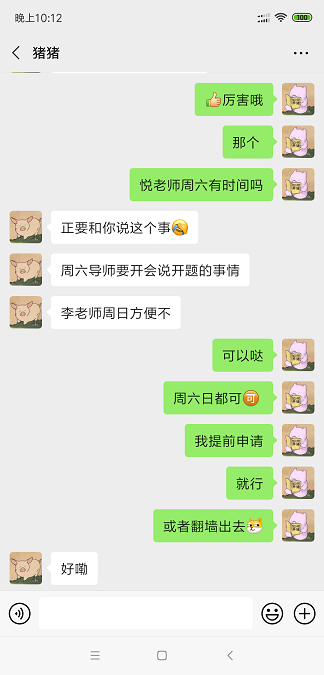 晚上10:12
100
猪猪
👍厉害哦
那个
悦老师周六有时间吗
正要和你说这个事😂
周六导师要开会说开题的事情
李老师周日方便不
可以哒
周六日都可🉑
我提前申请
就行
或者翻墙出去
好嘞